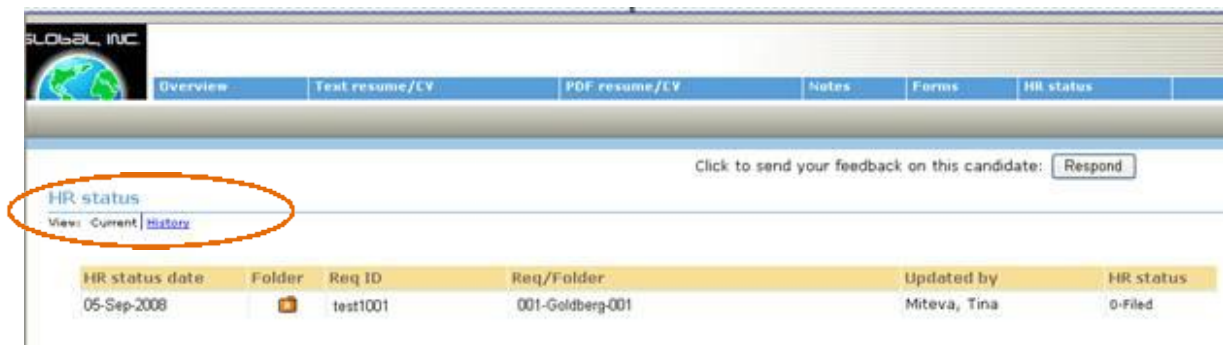 GLOBAL, INC
Overview Text resume/CV PDF resume/CV Notes Forms HR status
Click to send your feedback on this candidate: Respond
HR status
View: Current History
HR status date Folder Req ID Req/Folder Updated by HR status
05-Sep-2008 test1001 001-Goldberg-001 Miteva, Tina 0-Filed